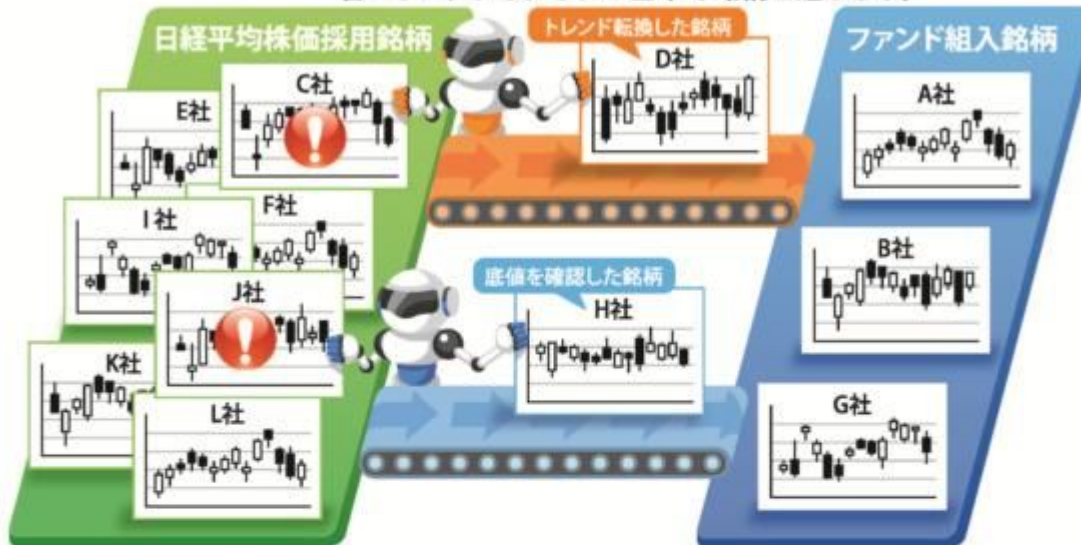 日経平均株価採用銘柄
トレンド転換した銘柄
ファンド組入銘柄
C社
D社
A社
E社
I社
F社
B社
J社
底値を確認した銘柄
H社
K社
L社
G社